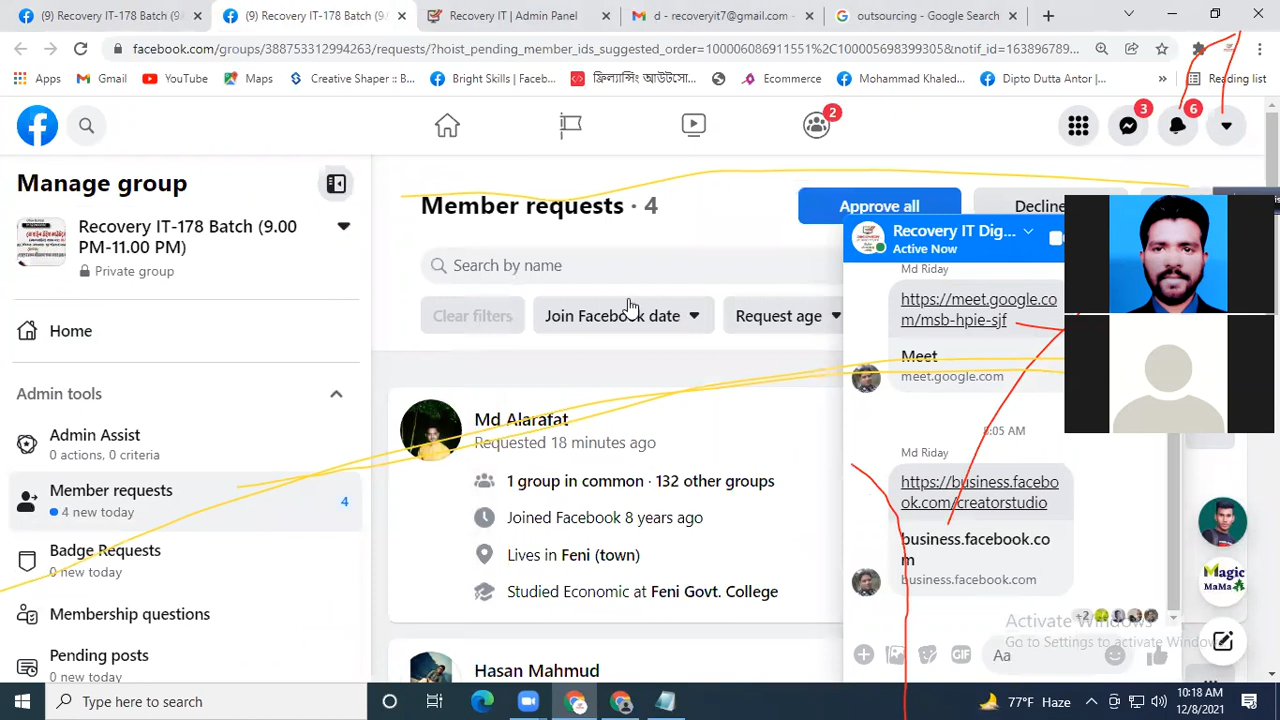 (9) Recovery IT-178 Batch (9.
(9) Recovery IT-178 Batch (9.
Recovery IT | Admin Panel
d - recoveryit7@gmail.com -
outsourcing - Google Search
facebook.com/groups/388753312994263/requests/?hoist_pending_member_ids_suggested_order=100006086911551%2C100005698399305&notif_id=163896789...
Apps
Gmail
YouTube
Maps
Creative Shaper ::...
Bright Skills | Faceb...
ফ্রিল্যান্সিং আউটসো...
Ecommerce
Mohammad Khaled...
Dipto Dutta Antor |...
»
Reading list
2
3
6
Manage group
Recovery IT-178 Batch (9.00
PM-11.00 PM)
Private group
Home
Admin tools
Admin Assist
0 actions, 0 criteria
Member requests
4 new today
4
Badge Requests
0 new today
Membership questions
Pending posts
0 new today
Member requests · 4
Approve all
Decline
Search by name
Clear filters
Join Facebook date
Request age
Md Alarafat
Requested 18 minutes ago
1 group in common · 132 other groups
Joined Facebook 8 years ago
Lives in Feni (town)
Studied Economic at Feni Govt. College
Hasan Mahmud
Recovery IT Dig...
Active Now
Md Riday
https://meet.google.co
m/msb-hpie-sjf
Meet
meet.google.com
8:05 AM
Md Riday
https://business.facebo
ok.com/creatorstudio
business.facebook.co
m
business.facebook.com
+2
GIF
Aa
Magic
MaMa
Activate Windows
Go to Settings to activate Windows.
Type here to search
77°F Haze
10:18 AM
12/8/2021